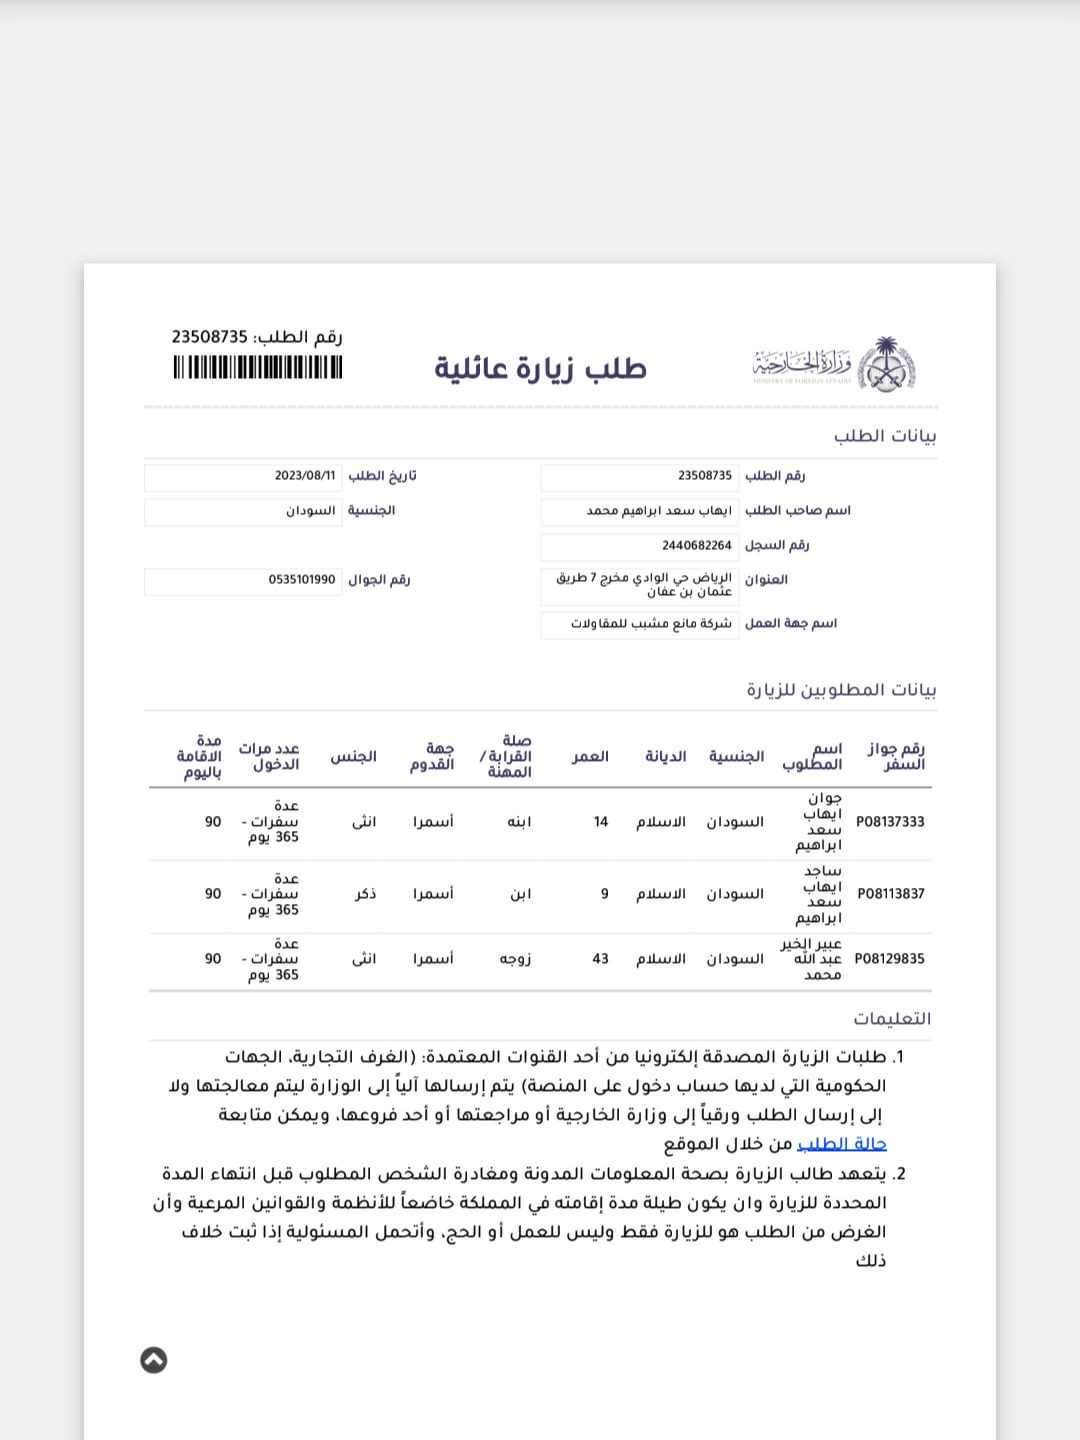 رقم الطلب: 23508735
وزارة الخارجية
MINISTRY OF FOREIGN AFFAIRS
طلب زيارة عائلية
بيانات الطلب
رقم الطلب 23508735 تاريخ الطلب 2023/08/11
اسم صاحب الطلب ايهاب سعد ابراهيم محمد الجنسية السودان
رقم السجل 2440682264
العنوان الرياض حي الوادي مخرج 7 طريق
عثمان بن عفان
رقم الجوال 0535101990
اسم جهة العمل شركة مانع مشبب للمقاولات
بيانات المطلوبين للزيارة
رقم جواز السفر اسم المطلوب الجنسية الديانة العمر صلة القرابة / المهنة جهة القدوم الجنس عدد مرات الدخول مدة الاقامة باليوم
P08137333 جوان ايهاب سعد ابراهيم السودان الاسلام 14 ابنه أسمرا انثى عدة سفرات - 365 يوم 90
P08113837 ساجد ايهاب سعد ابراهيم السودان الاسلام 9 ابن أسمرا ذكر عدة سفرات - 365 يوم 90
P08129835 عبير الخير عبد الله محمد السودان الاسلام 43 زوجه أسمرا انثى عدة سفرات - 365 يوم 90
التعليمات
1. طلبات الزيارة المصدقة إلكترونيا من أحد القنوات المعتمدة: (الغرف التجارية، الجهات
الحكومية التي لديها حساب دخول على المنصة) يتم إرسالها آلياً إلى الوزارة ليتم معالجتها ولا
إلى إرسال الطلب ورقياً إلى وزارة الخارجية أو مراجعتها أو أحد فروعها، ويمكن متابعة
حالة الطلب من خلال الموقع
2. يتعهد طالب الزيارة بصحة المعلومات المدونة ومغادرة الشخص المطلوب قبل انتهاء المدة
المحددة للزيارة وان يكون طيلة مدة إقامته في المملكة خاضعاً للأنظمة والقوانين المرعية وأن
الغرض من الطلب هو للزيارة فقط وليس للعمل أو الحج، وأتحمل المسئولية إذا ثبت خلاف
ذلك